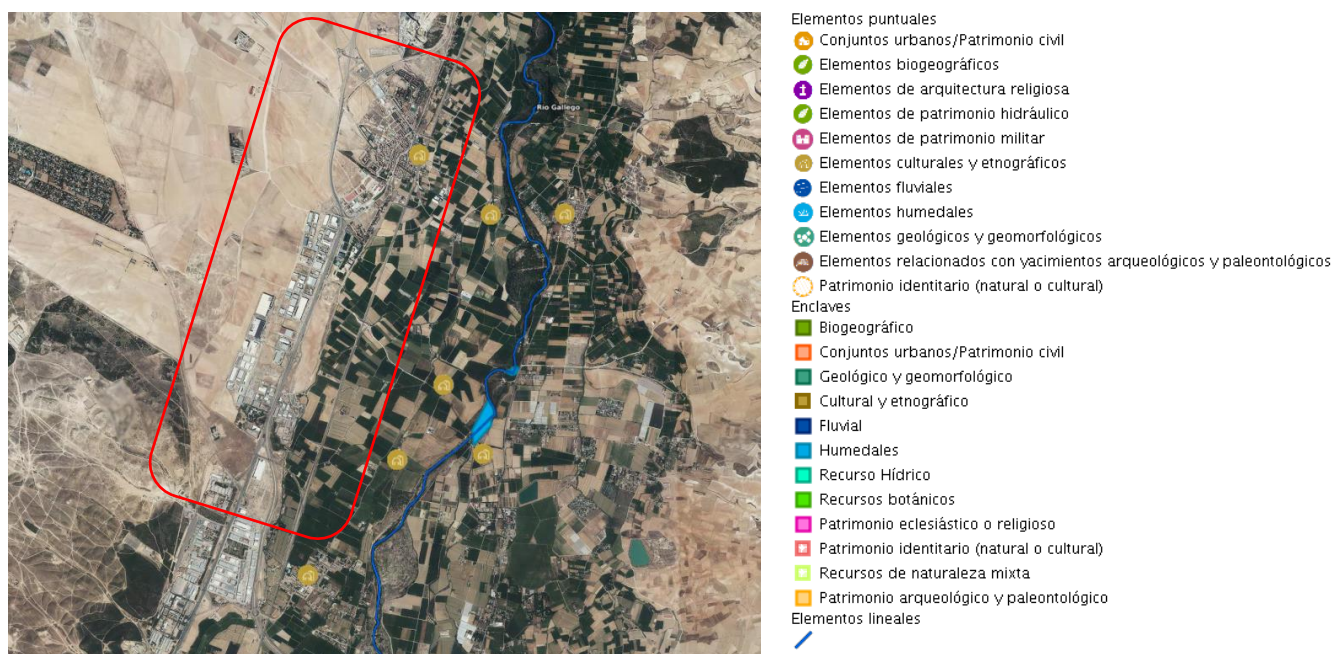 Río Gallego
Elementos puntuales
Conjuntos urbanos/Patrimonio civil
Elementos biogeográficos
Elementos de arquitectura religiosa
Elementos de patrimonio hidráulico
Elementos de patrimonio militar
Elementos culturales y etnográficos
Elementos fluviales
Elementos humedales
Elementos geológicos y geomorfológicos
Elementos relacionados con yacimientos arqueológicos y paleontológicos
Patrimonio identitario (natural o cultural)
Enclaves
Biogeográfico
Conjuntos urbanos/Patrimonio civil
Geológico y geomorfológico
Cultural y etnográfico
Fluvial
Humedales
Recurso Hídrico
Recursos botánicos
Patrimonio eclesiástico o religioso
Patrimonio identitario (natural o cultural)
Recursos de naturaleza mixta
Patrimonio arqueológico y paleontológico
Elementos lineales